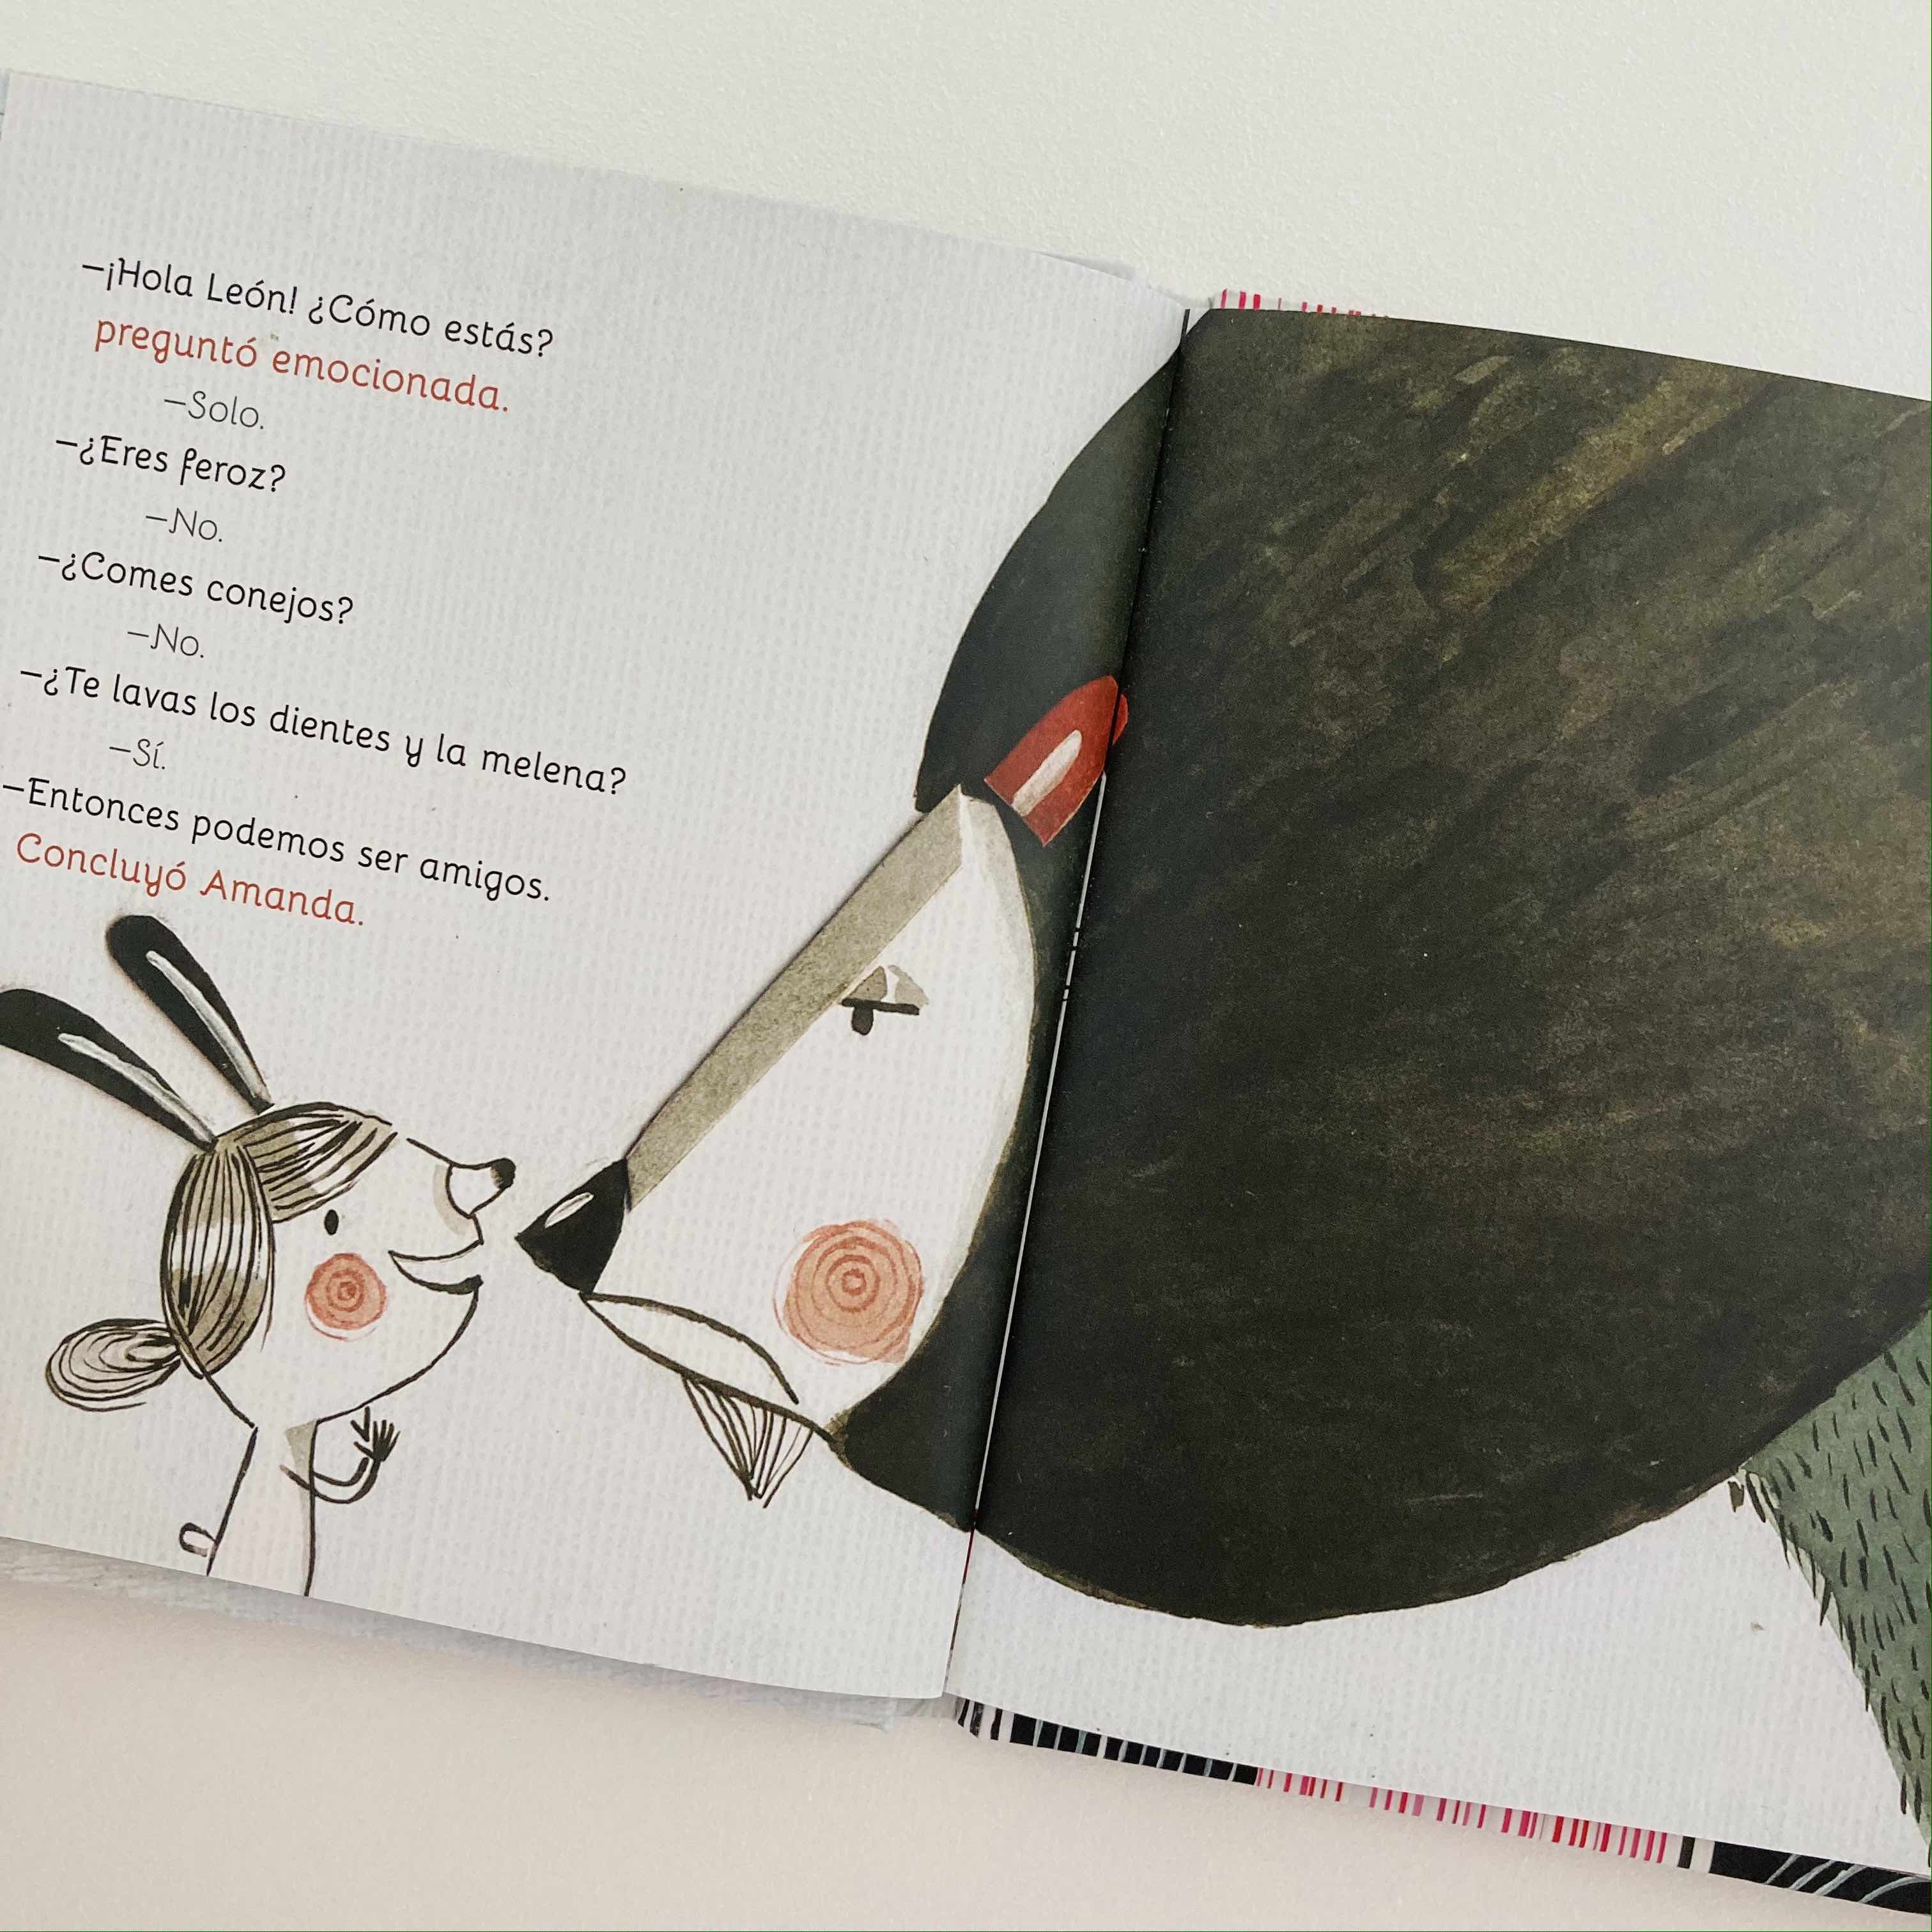 —¡Hola León! ¿Cómo estás?
preguntó emocionada.
—Solo.
—¿Eres feroz?
—No.
—¿Comes conejos?
—No.
—¿Te lavas los dientes y la melena?
—Sí.
—Entonces podemos ser amigos.
Concluyó Amanda.